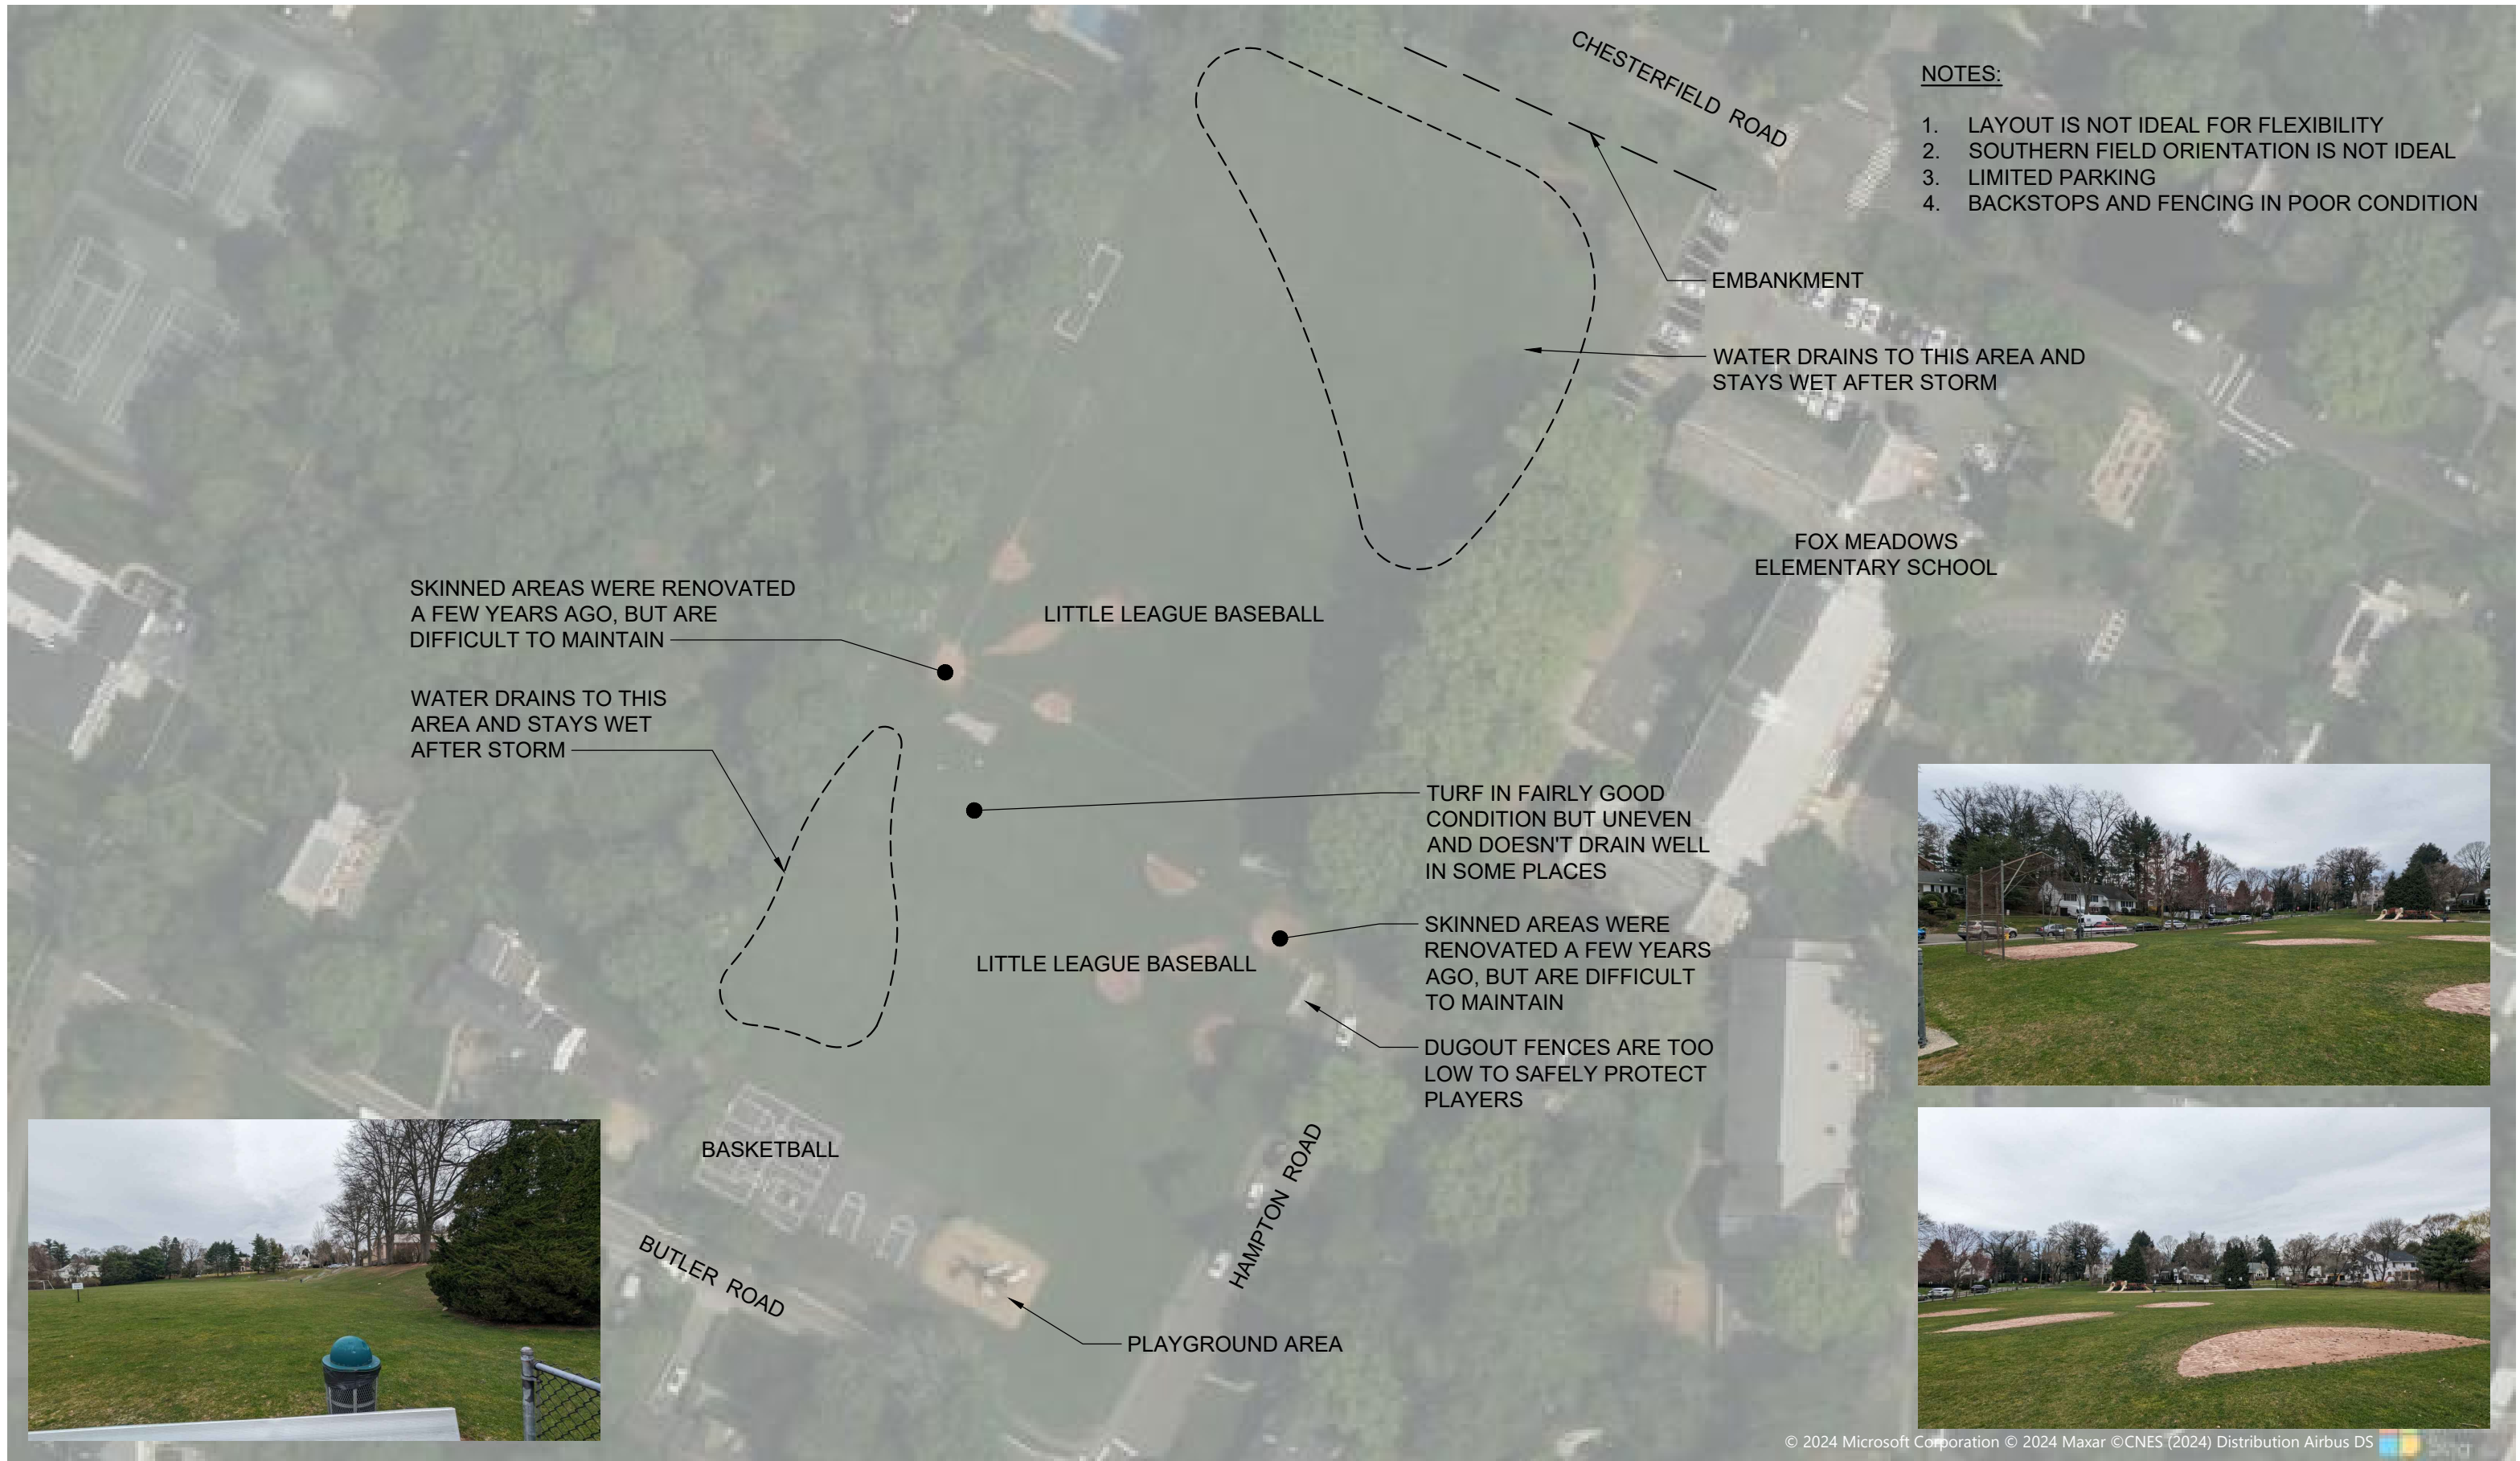 CHESTERFIELD ROAD
NOTES:
1. LAYOUT IS NOT IDEAL FOR FLEXIBILITY
2. SOUTHERN FIELD ORIENTATION IS NOT IDEAL
3. LIMITED PARKING
4. BACKSTOPS AND FENCING IN POOR CONDITION
EMBANKMENT
WATER DRAINS TO THIS AREA AND
STAYS WET AFTER STORM
FOX MEADOWS
ELEMENTARY SCHOOL
SKINNED AREAS WERE RENOVATED
A FEW YEARS AGO, BUT ARE
DIFFICULT TO MAINTAIN
LITTLE LEAGUE BASEBALL
WATER DRAINS TO THIS
AREA AND STAYS WET
AFTER STORM
TURF IN FAIRLY GOOD
CONDITION BUT UNEVEN
AND DOESN'T DRAIN WELL
IN SOME PLACES
SKINNED AREAS WERE
RENOVATED A FEW YEARS
AGO, BUT ARE DIFFICULT
TO MAINTAIN
LITTLE LEAGUE BASEBALL
DUGOUT FENCES ARE TOO
LOW TO SAFELY PROTECT
PLAYERS
BASKETBALL
HAMPTON ROAD
BUTLER ROAD
PLAYGROUND AREA
© 2024 Microsoft Corporation © 2024 Maxar ©CNES (2024) Distribution Airbus DS